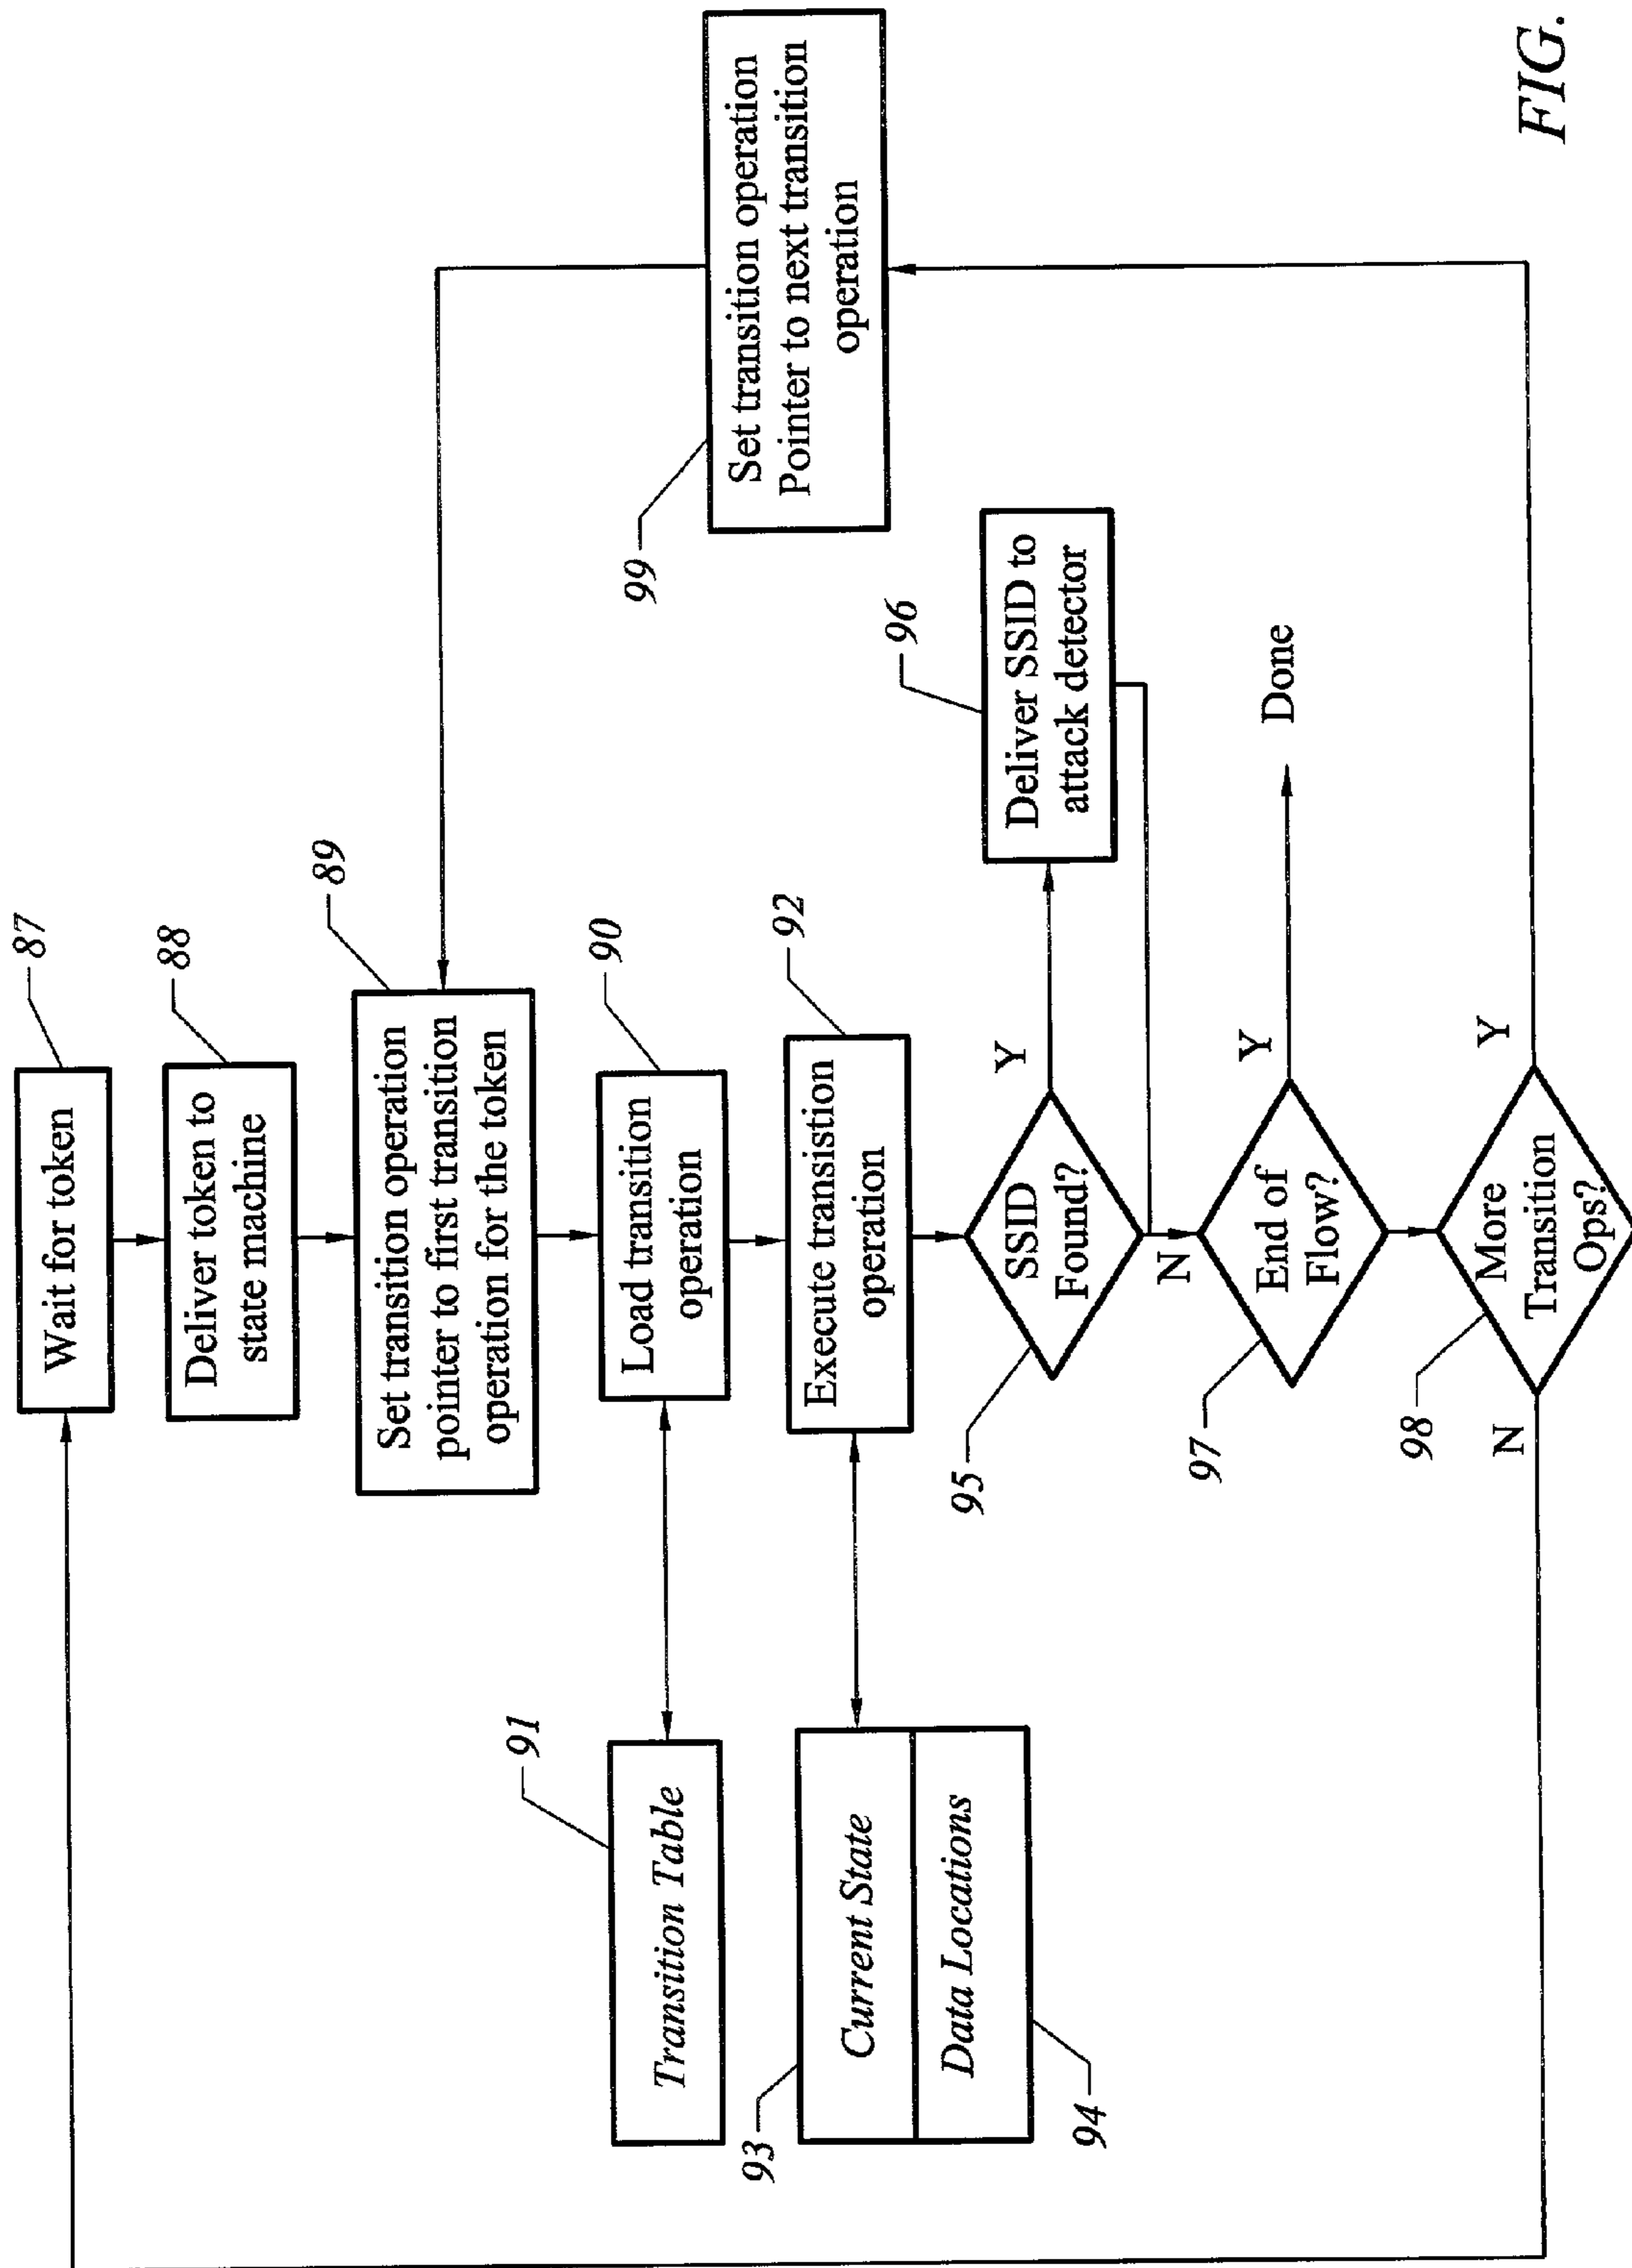 87
Wait for token
88
Deliver token to
state machine
89
Set transition operation
pointer to first transition
operation for the token
90
Load transition
operation
91
Transition Table
92
Execute transistion
operation
93
Current State
Data Locations
94
95
SSID
Found?
Y
N
96
Deliver SSID to
attack detector
97
End of
Flow?
Y
Done
98
More
Transition
Ops?
Y
N
99
Set transition operation
Pointer to next transition
operation
FIG.